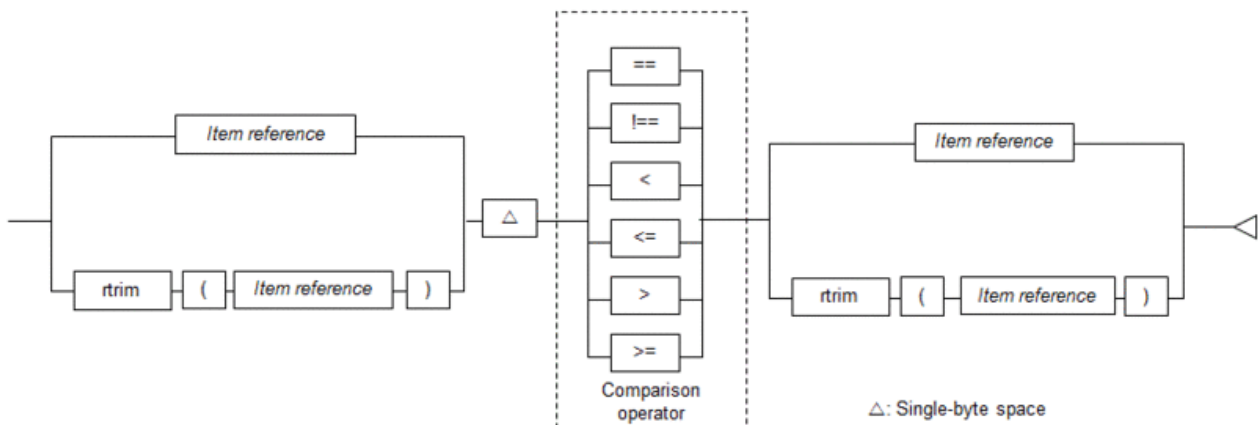 ==
!==
Item reference
Item reference
<
△
<=
rtrim ( Item reference )
>
rtrim ( Item reference )
>=
Comparison
operator
△: Single-byte space